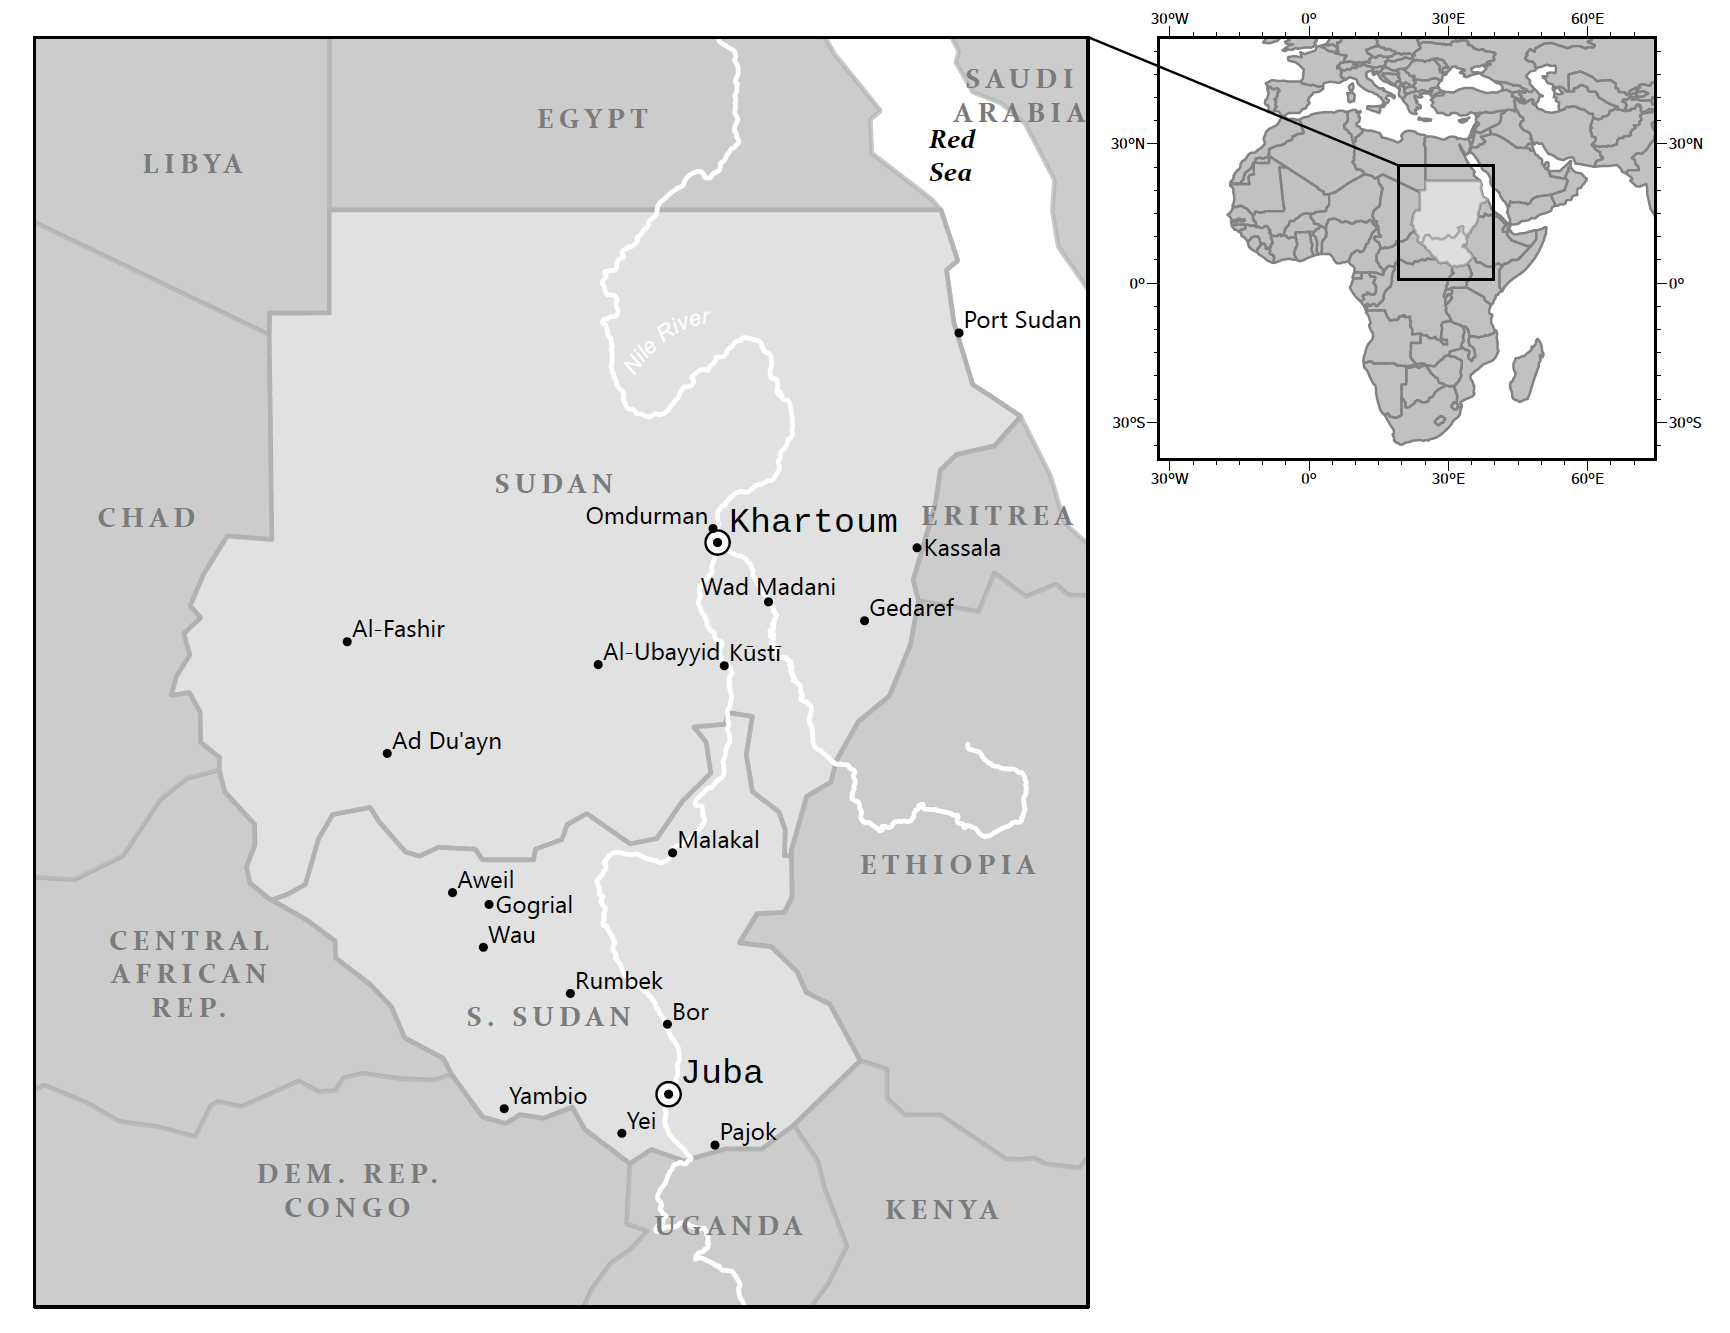 EGYPT
LIBYA
SAUDI
ARABIA
Red
Sea
Port Sudan
Nile River
SUDAN
CHAD
Omdurman
Khartoum
ERITREA
Kassala
Wad Madani
Gedaref
Al-Fashir
Al-Ubayyid
Kūstī
Ad Du'ayn
Malakal
ETHIOPIA
Aweil
Gogrial
Wau
CENTRAL
AFRICAN
REP.
Rumbek
S. SUDAN
Bor
Juba
Yambio
Yei
Pajok
DEM. REP.
CONGO
UGANDA
KENYA
30°W
0°
30°E
60°E
30°N
30°N
0°
0°
30°S
30°S
30°W
0°
30°E
60°E